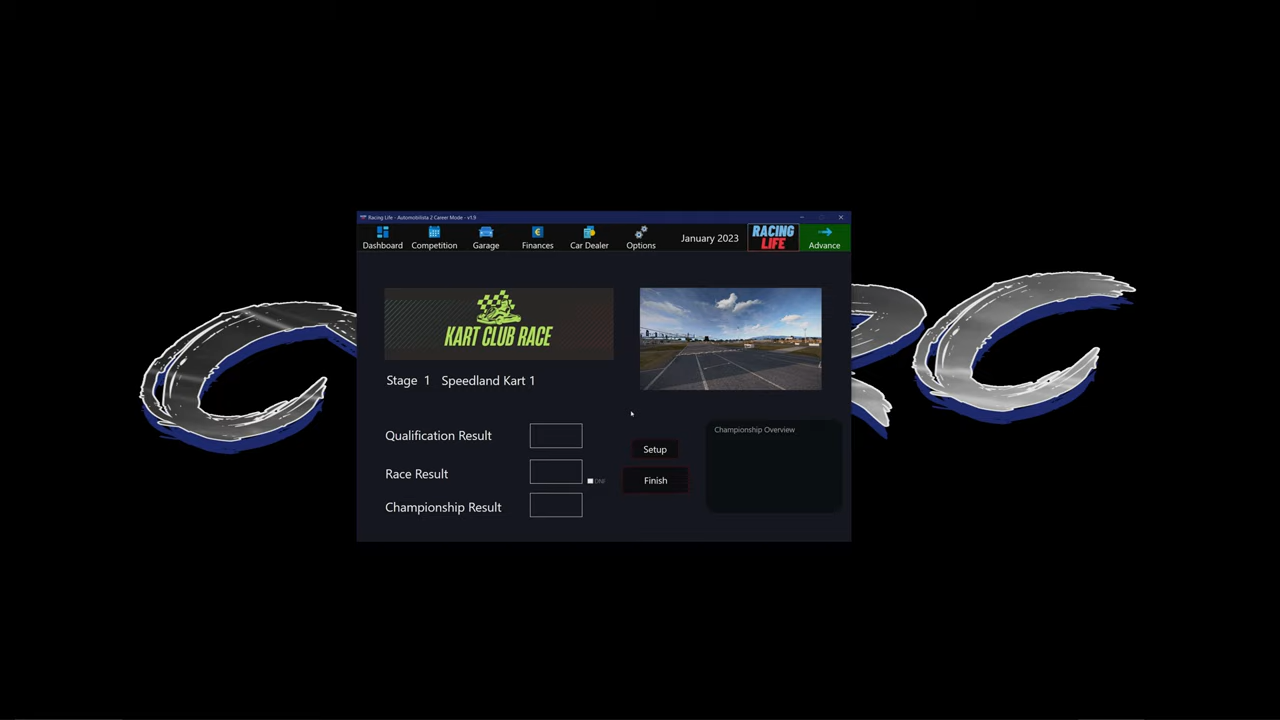 Racing Life - Automobilista 2 Career Mode - v1.9
Dashboard
Competition
Garage
Finances
Car Dealer
Options
January 2023
RACING
LIFE
Advance
KART CLUB RACE
Stage 1 Speedland Kart 1
Qualification Result
Race Result
DNF
Championship Result
Setup
Finish
Championship Overview